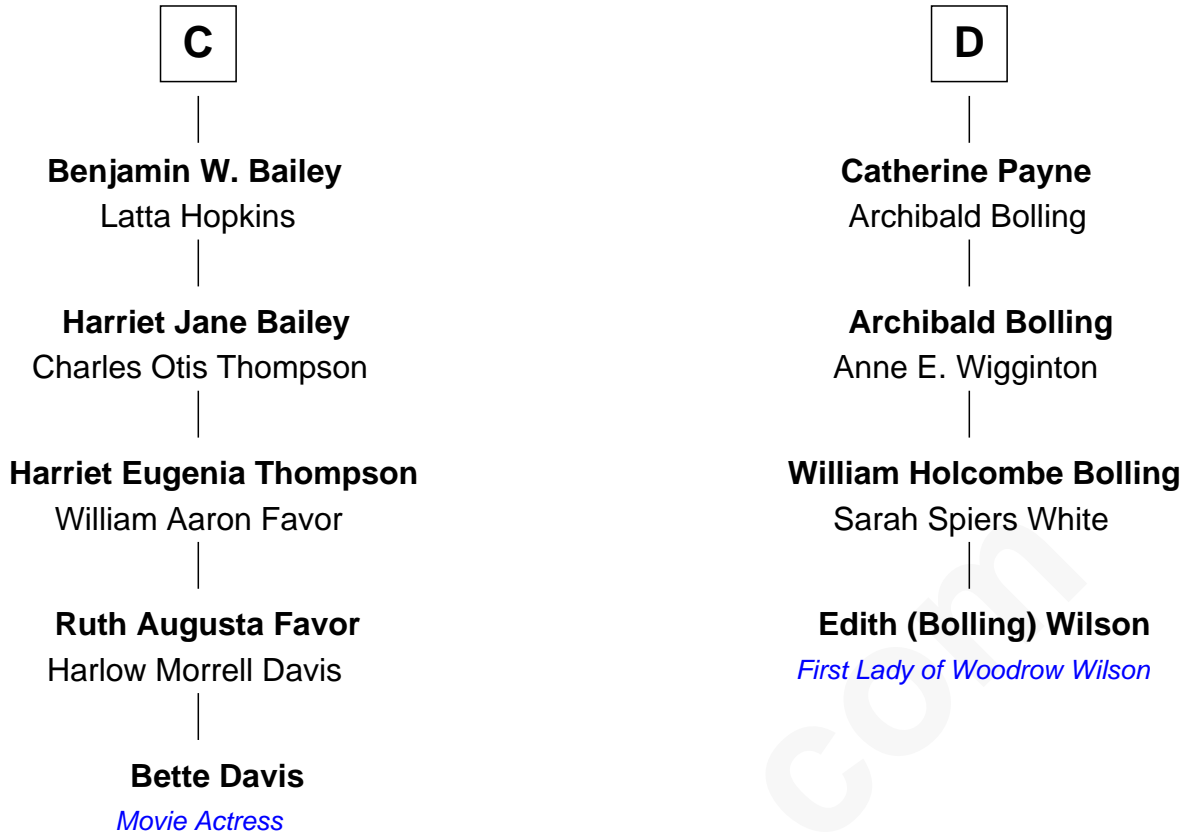 C
Benjamin W. Bailey
Latta Hopkins
Harriet Jane Bailey
Charles Otis Thompson
Harriet Eugenia Thompson
William Aaron Favor
Ruth Augusta Favor
Harlow Morrell Davis
Bette Davis
Movie Actress
D
Catherine Payne
Archibald Bolling
Archibald Bolling
Anne E. Wigginton
William Holcombe Bolling
Sarah Spiers White
Edith (Bolling) Wilson
First Lady of Woodrow Wilson
com